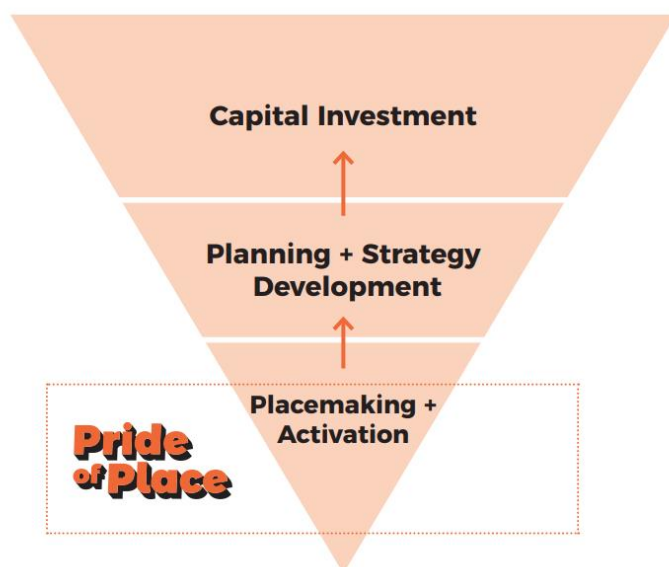 Capital Investment
Planning + Strategy
Development
Placemaking +
Activation
Pride
of Place